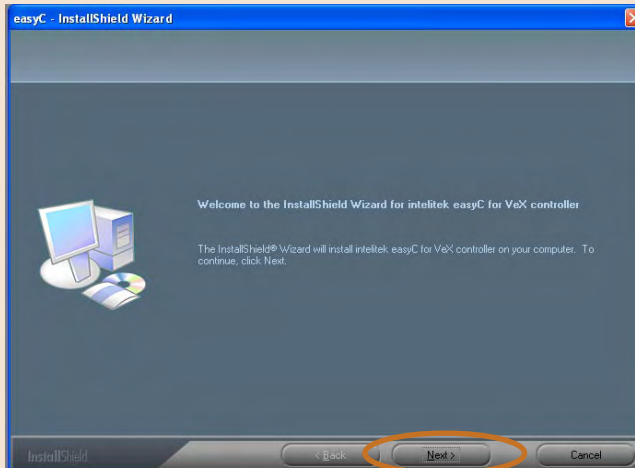 easyC - InstallShield Wizard
Welcome to the InstallShield Wizard for intelitek easyC for VeX controller
The InstallShield® Wizard will install intelitek easyC for VeX controller on your computer. To
continue, click Next.
InstallShield
< Back
Next >
Cancel